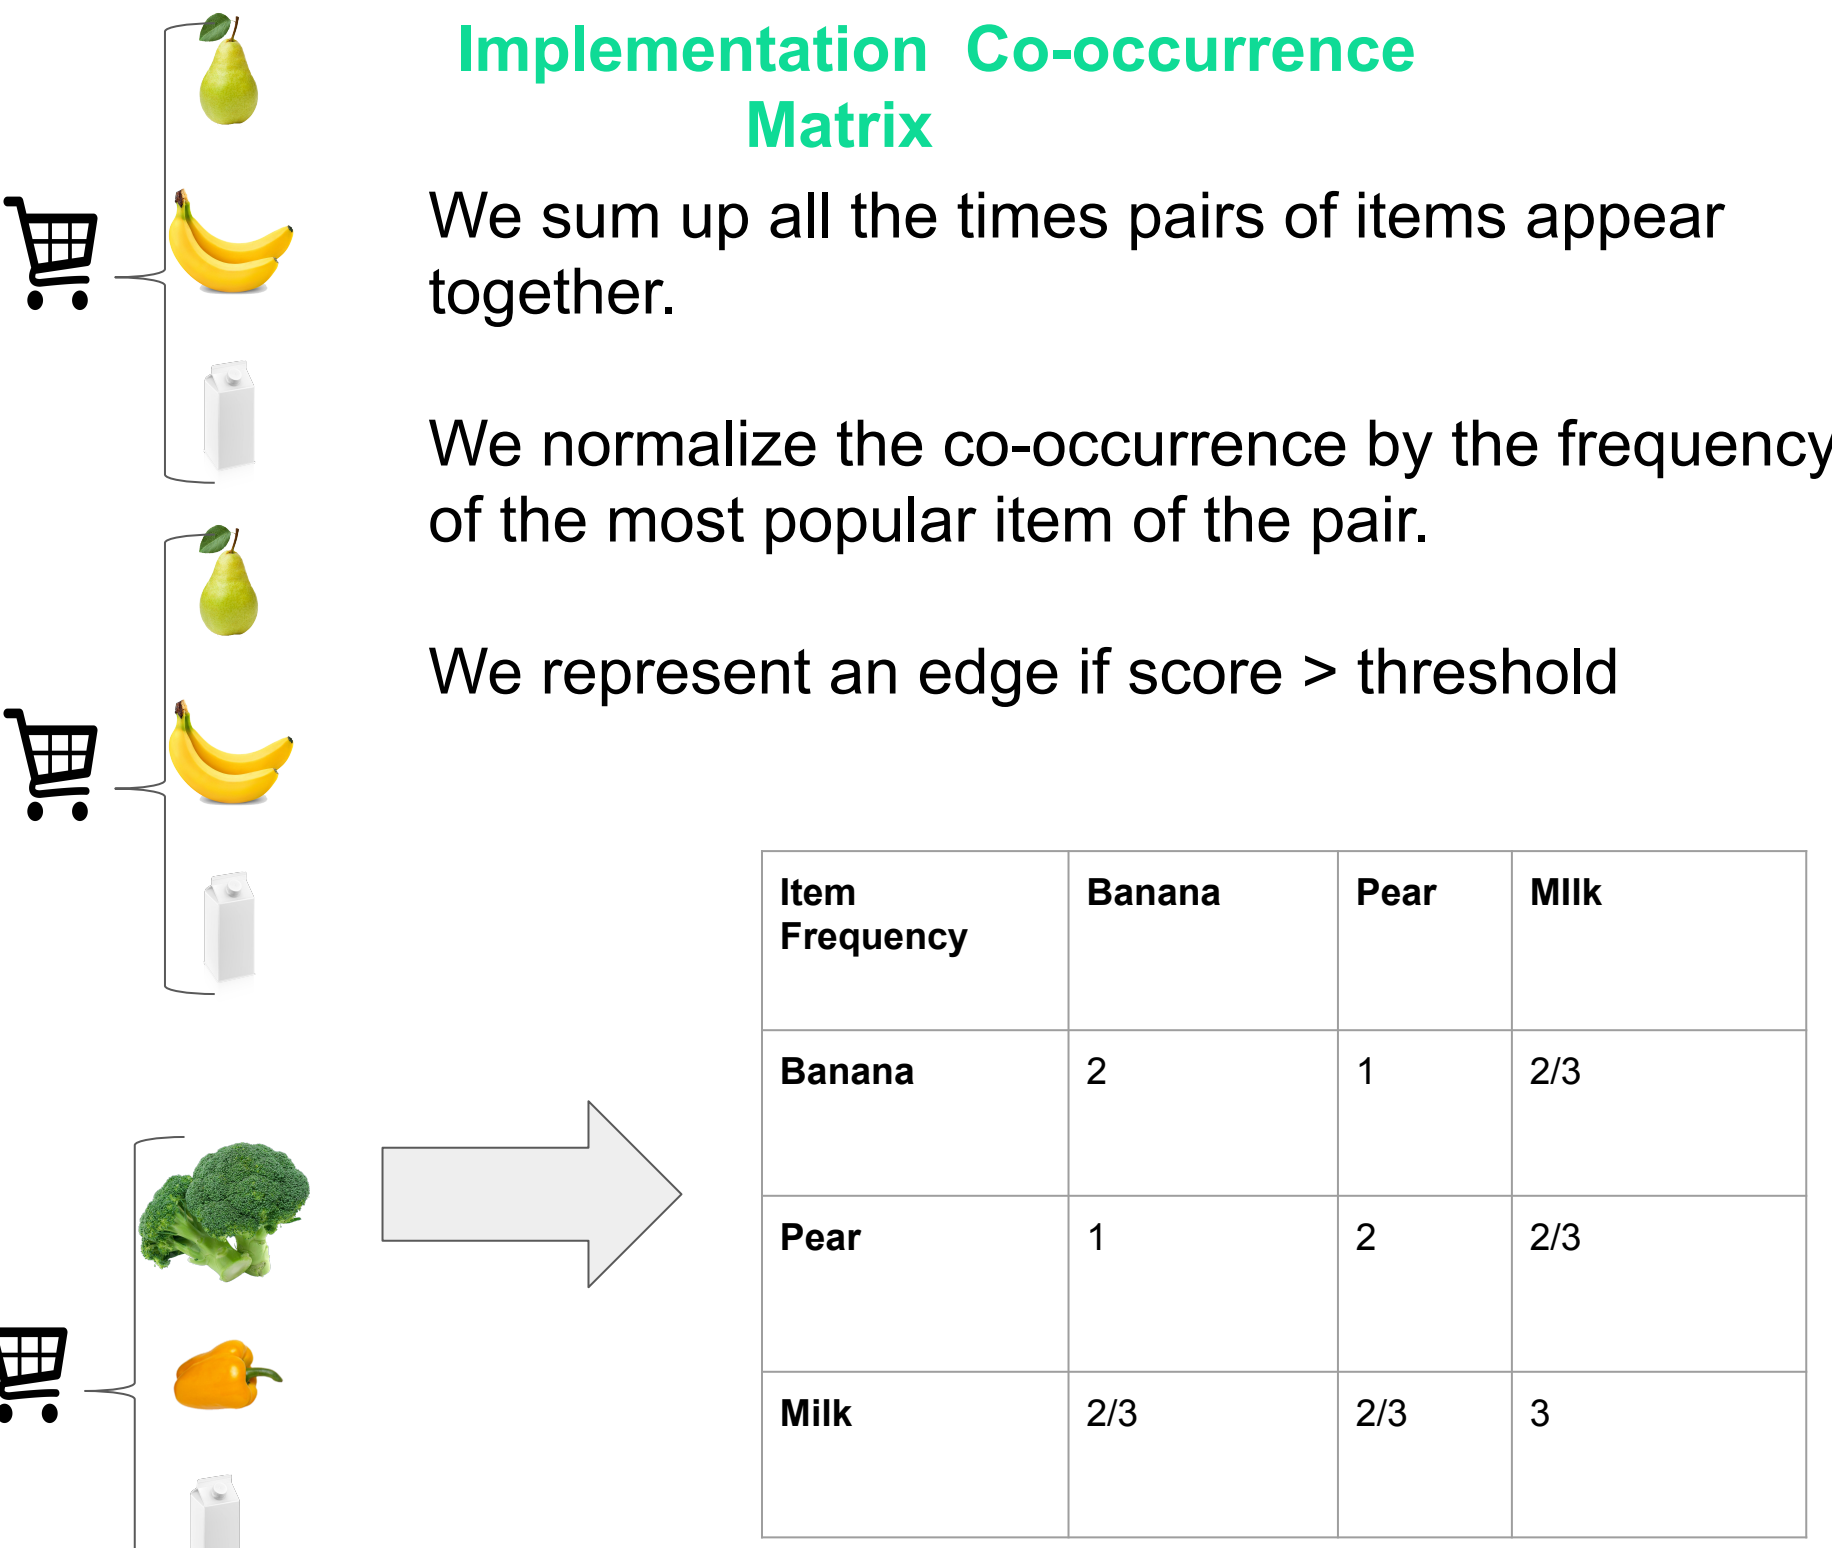 Implementation Co-occurrence
Matrix
We sum up all the times pairs of items appear
together.
We normalize the co-occurrence by the frequency
of the most popular item of the pair.
We represent an edge if score > threshold
Item Banana Pear MIlk
Frequency
Banana 2 1 2/3
Pear 1 2 2/3
Milk 2/3 2/3 3